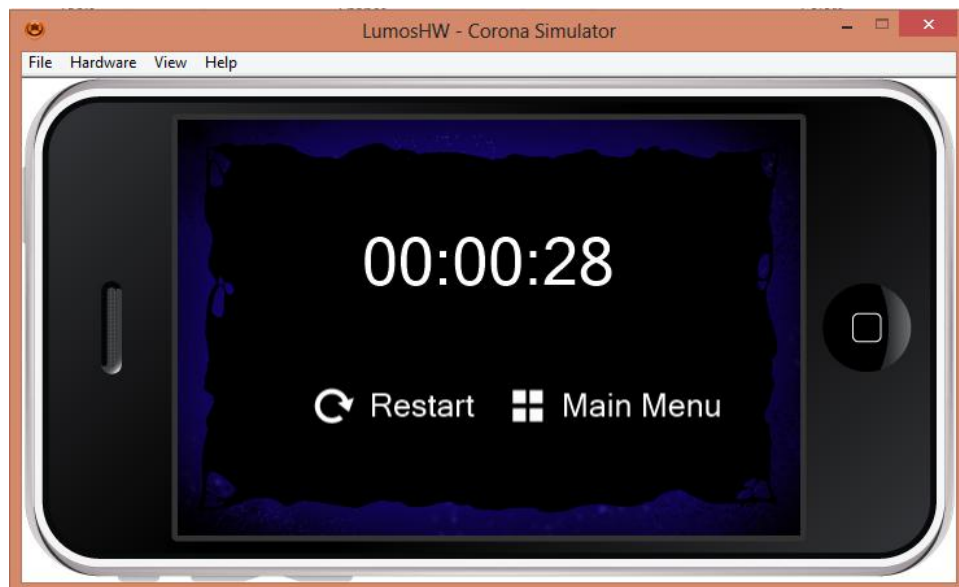 LumosHW - Corona Simulator
File Hardware View Help
00:00:28
Restart Main Menu